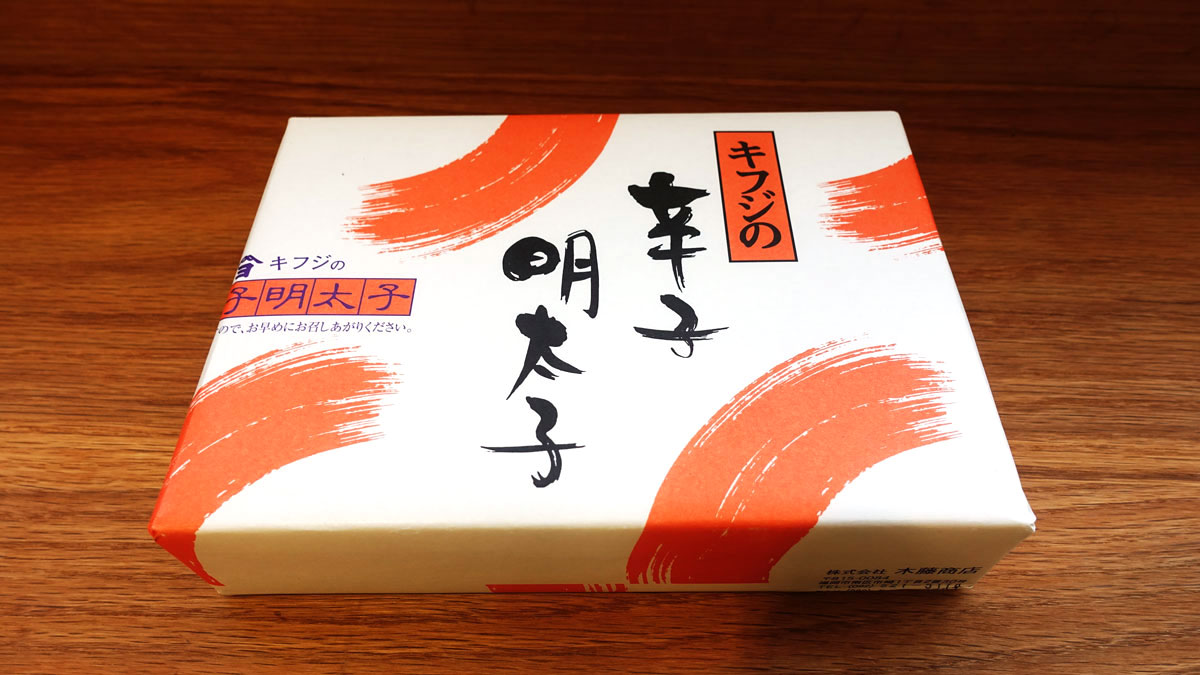 キフジの
辛子
明太子
キフジの
子明太子
ので、お早めにお召しあがりください。
株式会社 木藤商店
〒815-0084